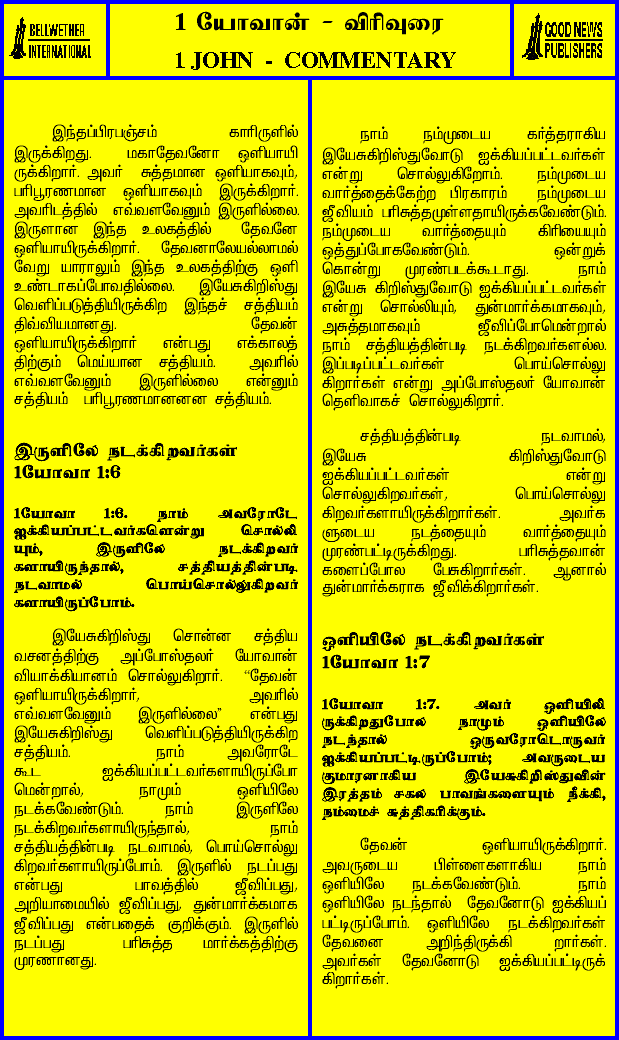 BELLWETHER
INTERNATIONAL
1 யோவான் - விரிவுரை
1 JOHN - COMMENTARY
GOOD NEWS
PUBLISHERS
இந்தப்பிரபஞ்சம் காரிருளில்
இருக்கிறது. மகாதேவனோ ஒளியாயி
ருக்கிறார். அவர் சுத்தமான ஒளியாகவும்,
பரிபூரணமான ஒளியாகவும் இருக்கிறார்.
அவரிடத்தில் எவ்வளவேனும் இருளில்லை.
இருளான இந்த உலகத்தில் தேவனே
ஒளியாயிருக்கிறார். தேவனாலேயல்லாமல்
வேறு யாராலும் இந்த உலகத்திற்கு ஒளி
உண்டாகப்போவதில்லை. இயேசுகிறிஸ்து
வெளிப்படுத்தியிருக்கிற இந்தச் சத்தியம்
திவ்வியமானது. தேவன்
ஒளியாயிருக்கிறார் என்பது எக்காலத்
திற்கும் மெய்யான சத்தியம். அவரில்
எவ்வளவேனும் இருளில்லை என்னும்
சத்தியம் பரிபூரணமானனன சத்தியம்.
இருளிலே நடக்கிறவர்கள்
1யோவா 1:6
1யோவா 1:6. நாம் அவரோடே
ஐக்கியப்பட்டவர்களென்று சொல்லி
யும், இருளிலே நடக்கிறவர்
களாயிருந்தால், சத்தியத்தின்படி
நடவாமல் பொய்சொல்லுகிறவர்
களாயிருப்போம்.
இயேசுகிறிஸ்து சொன்ன சத்திய
வசனத்திற்கு அப்போஸ்தலர் யோவான்
வியாக்கியானம் சொல்லுகிறார். “தேவன்
ஒளியாயிருக்கிறார், அவரில்
எவ்வளவேனும் இருளில்லை” என்பது
இயேசுகிறிஸ்து வெளிப்படுத்தியிருக்கிற
சத்தியம். நாம் அவரோடே
கூட ஐக்கியப்பட்டவர்களாயிருப்போ
மென்றால், நாமும் ஒளியிலே
நடக்கவேண்டும். நாம் இருளிலே
நடக்கிறவர்களாயிருந்தால், நாம்
சத்தியத்தின்படி நடவாமல், பொய்சொல்லு
கிறவர்களாயிருப்போம். இருளில் நடப்பது
என்பது பாவத்தில் ஜீவிப்பது,
அறியாமையில் ஜீவிப்பது, துன்மார்க்கமாக
ஜீவிப்பது என்பதைக் குறிக்கும். இருளில்
நடப்பது பரிசுத்த மார்க்கத்திற்கு
முரணானது.
நாம் நம்முடைய கர்த்தராகிய
இயேசுகிறிஸ்துவோடு ஐக்கியப்பட்டவர்கள்
என்று சொல்லுகிறோம். நம்முடைய
வார்த்தைக்கேற்ற பிரகாரம் நம்முடைய
ஜீவியம் பரிசுத்தமுள்ளதாயிருக்கவேண்டும்.
நம்முடைய வார்த்தையும் கிரியையும்
ஒத்துப்போகவேண்டும். ஒன்றுக்
கொன்று முரண்படக்கூடாது. நாம்
இயேசு கிறிஸ்துவோடு ஐக்கியப்பட்டவர்கள்
என்று சொல்லியும், துன்மார்க்கமாகவும்,
அசுத்தமாகவும் ஜீவிப்போமென்றால்
நாம் சத்தியத்தின்படி நடக்கிறவர்களல்ல.
இப்படிப்பட்டவர்கள் பொய்சொல்லு
கிறார்கள் என்று அப்போஸ்தலர் யோவான்
தெளிவாகச் சொல்லுகிறார்.
சத்தியத்தின்படி நடவாமல்,
இயேசு கிறிஸ்துவோடு
ஐக்கியப்பட்டவர்கள் என்று
சொல்லுகிறவர்கள், பொய்சொல்லு
கிறவர்களாயிருக்கிறார்கள். அவர்க
ளுடைய நடத்தையும் வார்த்தையும்
முரண்பட்டிருக்கிறது. பரிசுத்தவான்
களைப்போல பேசுகிறார்கள். ஆனால்
துன்மார்க்கராக ஜீவிக்கிறார்கள்.
ஒளியிலே நடக்கிறவர்கள்
1யோவா 1:7
1யோவா 1:7. அவர் ஒளியிலி
ருக்கிறதுபோல நாமும் ஒளியிலே
நடந்தால் ஒருவரோடொருவர்
ஐக்கியப்பட்டிருப்போம்; அவருடைய
குமாரனாகிய இயேசுகிறிஸ்துவின்
இரத்தம் சகல பாவங்களையும் நீக்கி,
நம்மைச் சுத்திகரிக்கும்.
தேவன் ஒளியாயிருக்கிறார்.
அவருடைய பிள்ளைகளாகிய நாம்
ஒளியிலே நடக்கவேண்டும். நாம்
ஒளியிலே நடந்தால் தேவனோடு ஐக்கியப்
பட்டிருப்போம். ஒளியிலே நடக்கிறவர்கள்
தேவனை அறிந்திருக்கி றார்கள்.
அவர்கள் தேவனோடு ஐக்கியப்பட்டிருக்
கிறார்கள்.